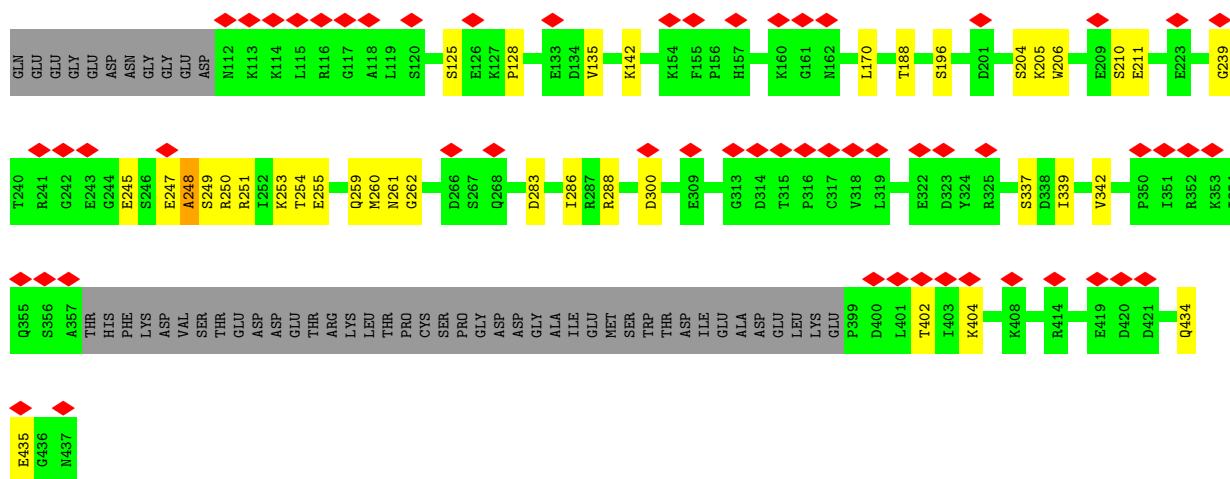 GLN GLU GLU GLY GLU ASP ASN GLY GLY GLU ASP N112 K113 K114 L115 R116 G117 A118 L119 S120 S125 E126 K127 P128 E133 D134 V135 K142 K154 F155 P156 H157 K160 G161 N162 L170 T188 S196 D201 S204 K205 W206 E209 S210 E211 E223 G239
T240 R241 G242 E243 G244 E245 S246 E247 A248 S249 R250 R251 I252 K253 T254 E255 Q259 M260 N261 G262 D266 S267 Q268 D283 I286 R287 R288 D300 E309 G313 D314 T315 P316 C317 V318 L319 E322 D323 Y324 R325 S337 D338 I339 V342 P350 I351 R352 K353
Q355 S356 A357 THR HIS PHE LYS ASP VAL SER THR GLU ASP ASP GLU THR ARG LYS LEU THR PRO CYS SER PRO GLY ASP ASP GLY ALA ILE GLU MET SER TRP THR ASP ILE GLU ALA ASP GLU LEU LYS GLU P399 D400 L401 T402 I403 K404 K408 R414 E419 D420 D421 Q434
E435 G436 N437